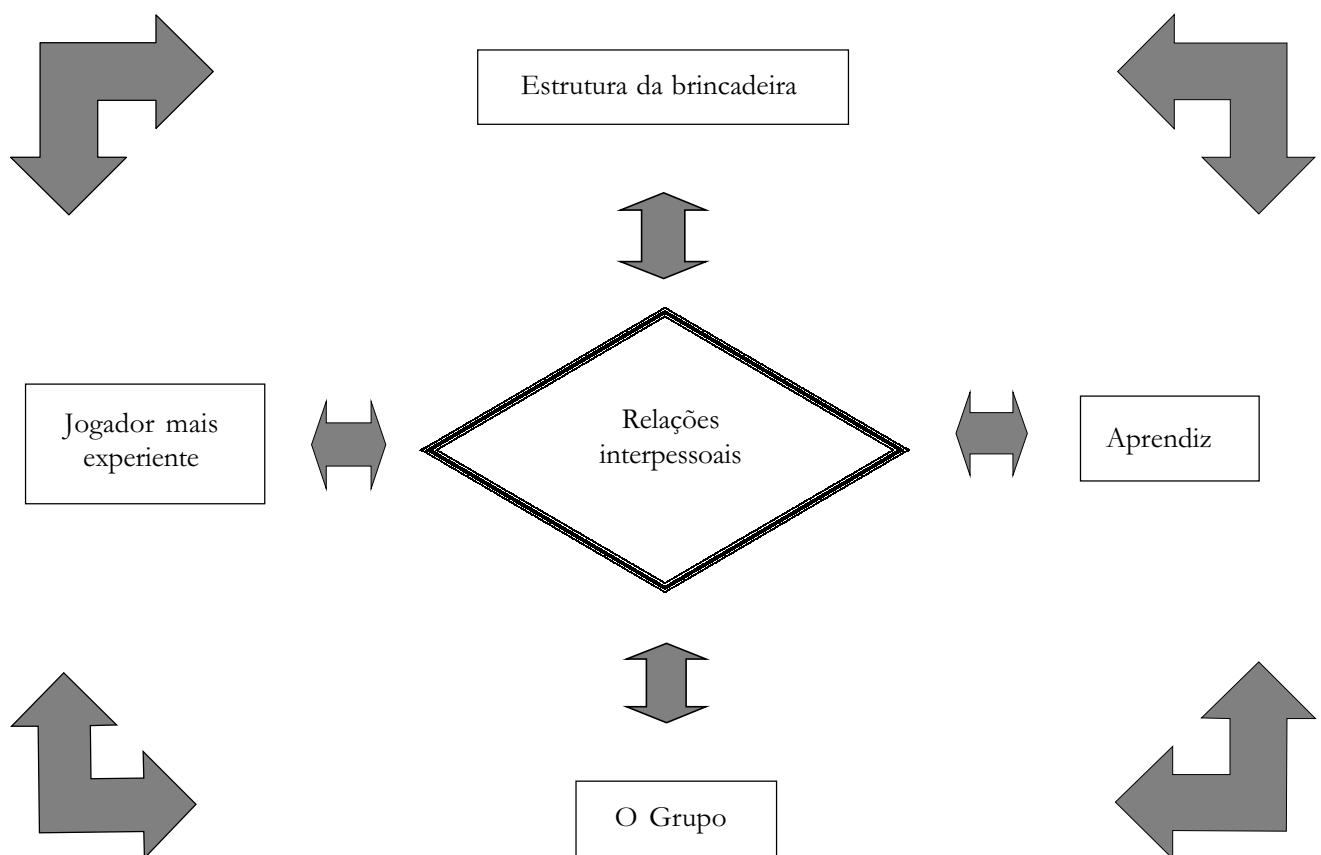 Estrutura da brincadeira
Jogador mais
experiente
Relações
interpessoais
Aprendiz
O Grupo